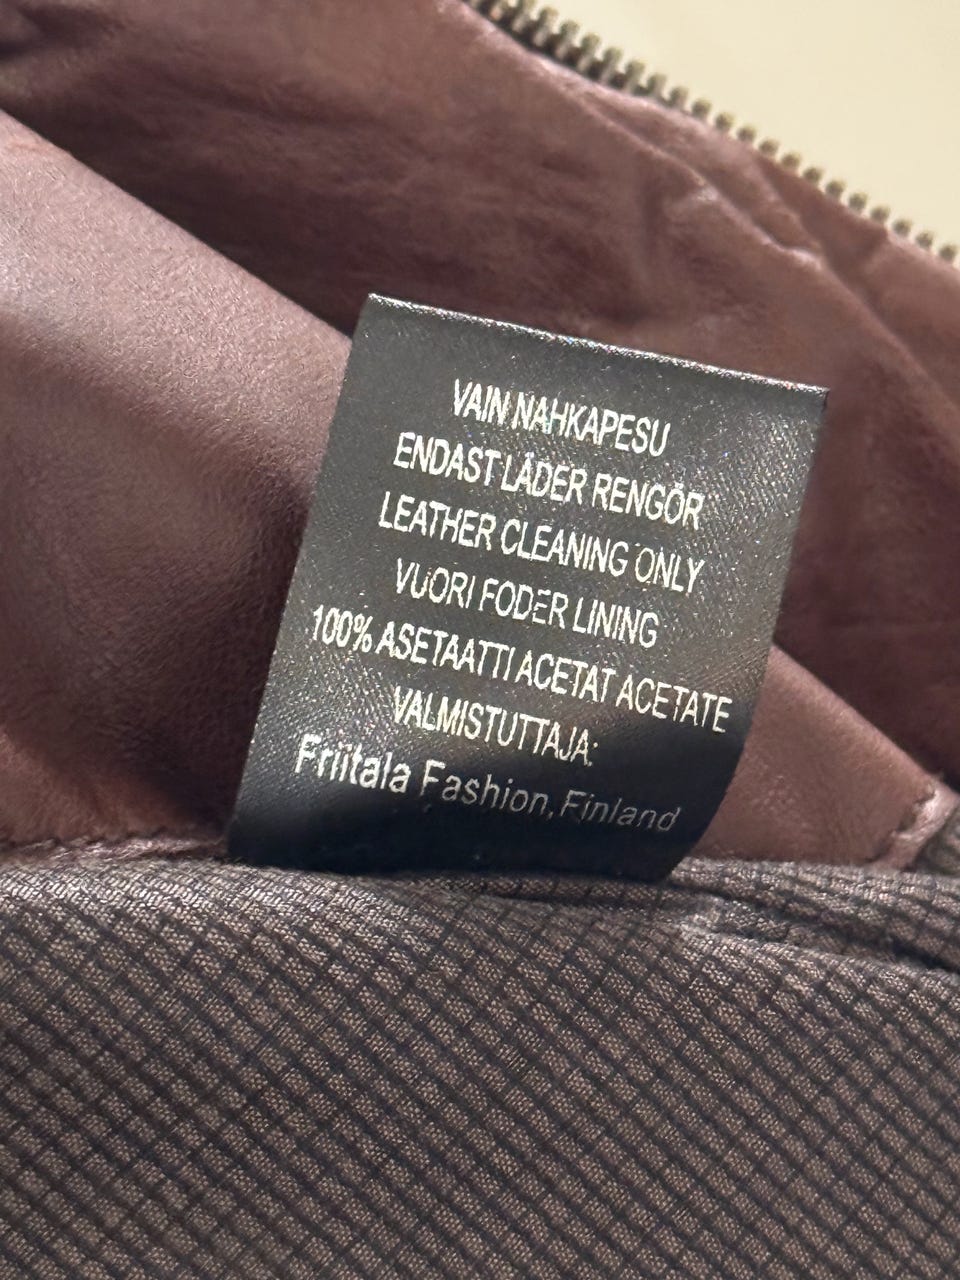 VAIN NAHKAPESU
ENDAST LÄDER RENGÖR
LEATHER CLEANING ONLY
VUORI FODER LINING
100% ASETAATTI ACETAT ACETATE
VALMISTUTTAJA:
Friitala Fashion, Finland